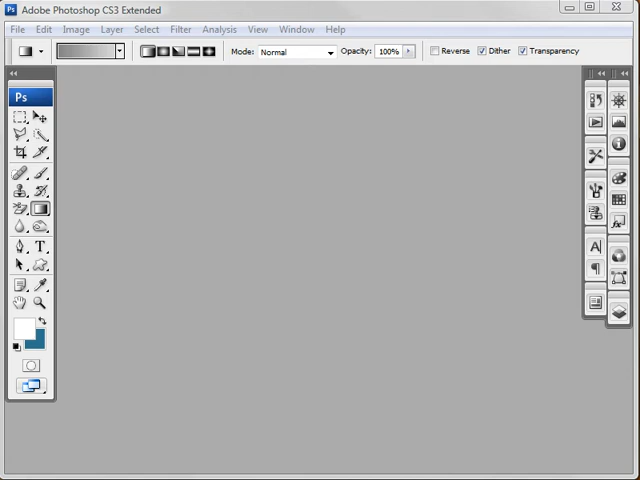 Ps Adobe Photoshop CS3 Extended
File Edit Image Layer Select Filter Analysis View Window Help
Mode: Normal Opacity: 100% Reverse Dither Transparency
Ps
T
A